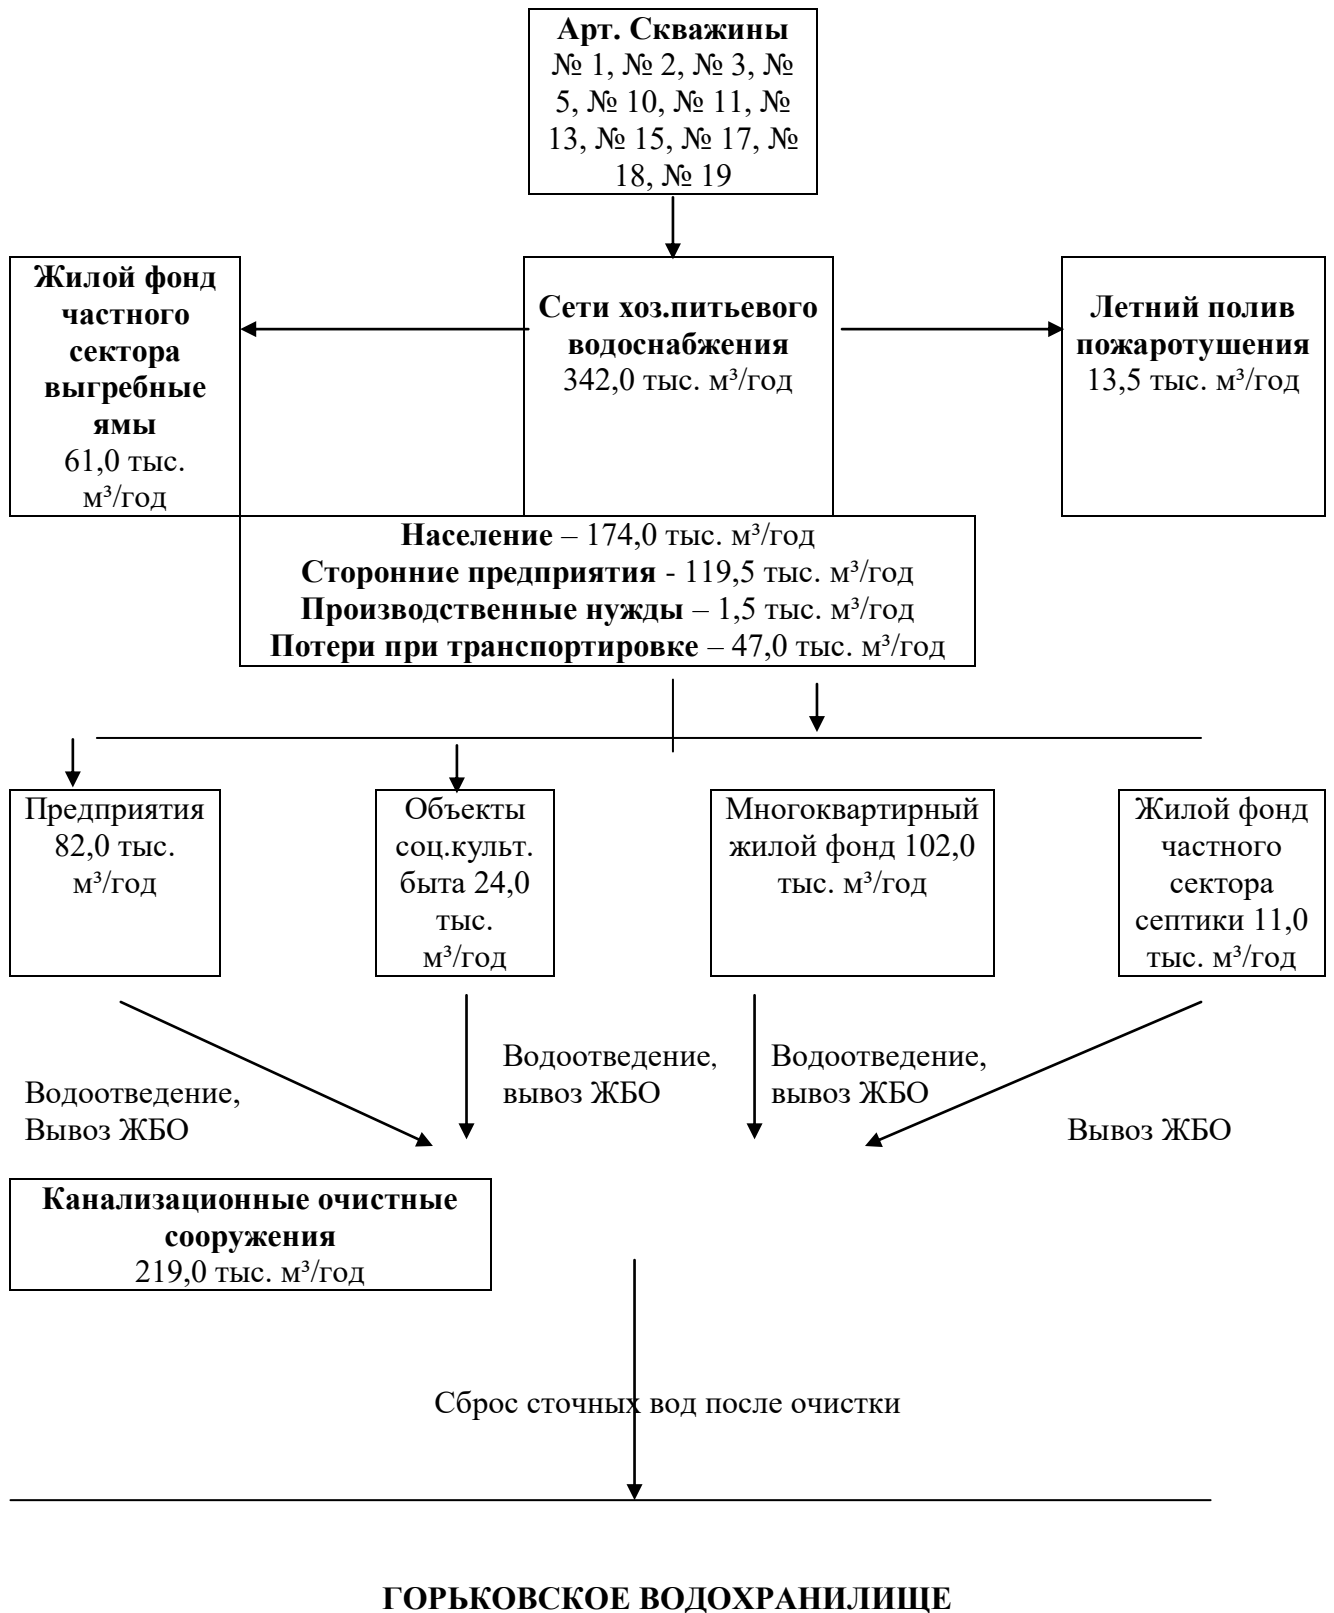 Арт. Скважины
№ 1, № 2, № 3, №
5, № 10, № 11, №
13, № 15, № 17, №
18, № 19
Жилой фонд
частного
сектора
выгребные
ямы
61,0 тыс.
м³/год
Сети хоз.питьевого
водоснабжения
342,0 тыс. м³/год
Летний полив
пожаротушения
13,5 тыс. м³/год
Население – 174,0 тыс. м³/год
Сторонние предприятия - 119,5 тыс. м³/год
Производственные нужды – 1,5 тыс. м³/год
Потери при транспортировке – 47,0 тыс. м³/год
Предприятия
82,0 тыс.
м³/год
Объекты
соц.культ.
быта 24,0
тыс.
м³/год
Многоквартирный
жилой фонд 102,0
тыс. м³/год
Жилой фонд
частного
сектора
септики 11,0
тыс. м³/год
Водоотведение,
Вывоз ЖБО
Водоотведение,
вывоз ЖБО
Водоотведение,
вывоз ЖБО
Вывоз ЖБО
Канализационные очистные
сооружения
219,0 тыс. м³/год
Сброс сточных вод после очистки
ГОРЬКОВСКОЕ ВОДОХРАНИЛИЩЕ